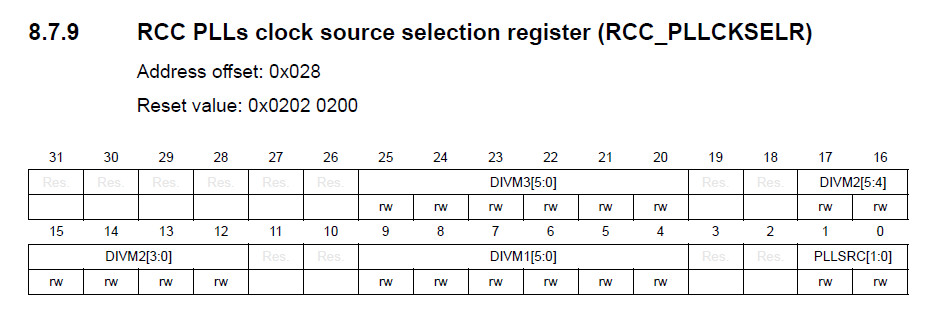 8.7.9 RCC PLLs clock source selection register (RCC_PLLCKSELR)
Address offset: 0x028
Reset value: 0x0202 0200
31 30 29 28 27 26 25 24 23 22 21 20 19 18 17 16
Res. Res. Res. Res. Res. Res. DIVM3[5:0] Res. Res. DIVM2[5:4]
rw rw rw rw rw rw rw rw
15 14 13 12 11 10 9 8 7 6 5 4 3 2 1 0
DIVM2[3:0] Res. Res. DIVM1[5:0] Res. Res. PLLSRC[1:0]
rw rw rw rw rw rw rw rw rw rw rw rw